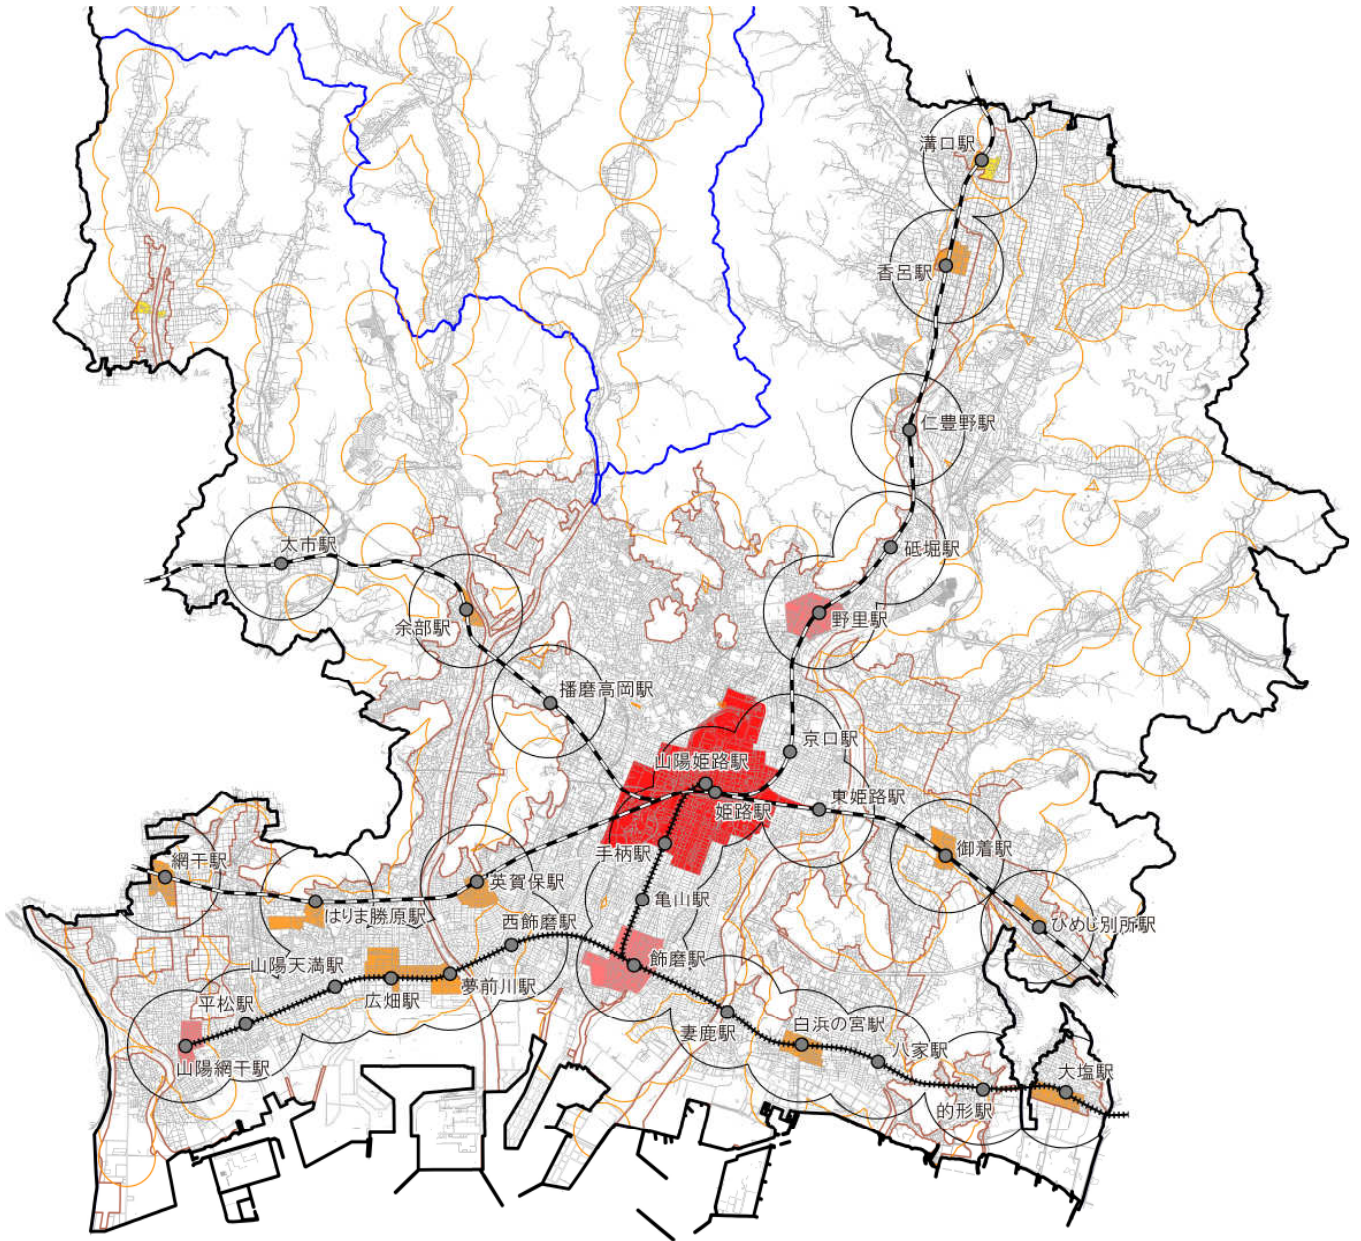 溝口駅
香呂駅
仁豊野駅
砥堀駅
太市駅
余部駅
野里駅
播磨高岡駅
京口駅
山陽姫路駅
姫路駅
東姫路駅
手柄駅
御着駅
網干駅
英賀保駅
亀山駅
はりま勝原駅
西飾磨駅
ひめじ別所駅
山陽天満駅
飾磨駅
広畑駅
夢前川駅
平松駅
妻鹿駅
白浜の宮駅
八家駅
山陽網干駅
大塩駅
的形駅